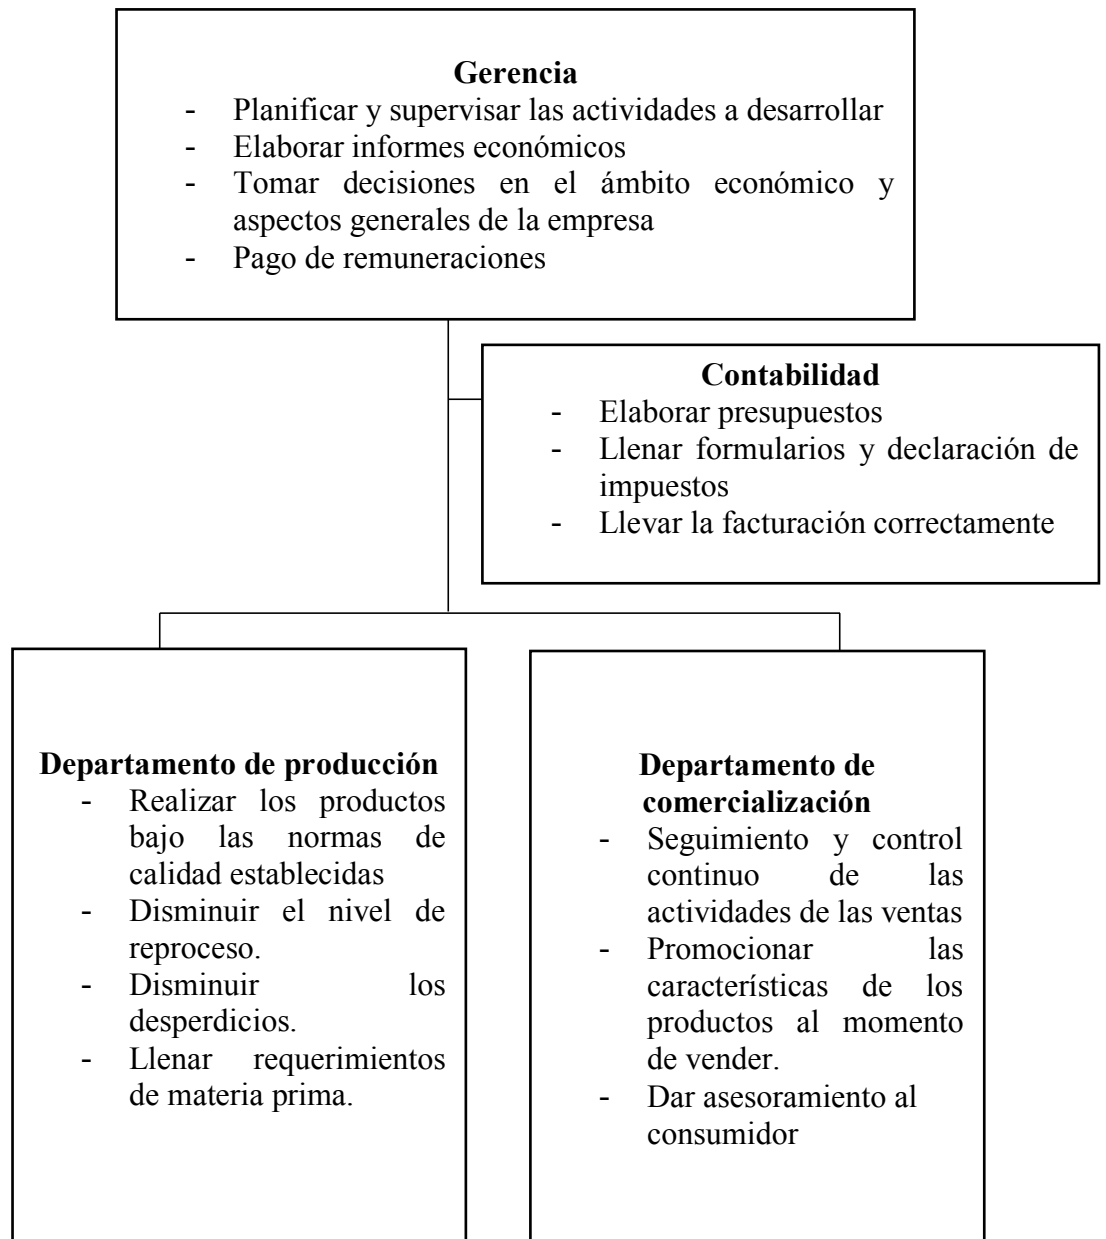 Gerencia
- Planificar y supervisar las actividades a desarrollar
- Elaborar informes económicos
- Tomar decisiones en el ámbito económico y
aspectos generales de la empresa
- Pago de remuneraciones
Contabilidad
- Elaborar presupuestos
- Llenar formularios y declaración de
impuestos
- Llevar la facturación correctamente
Departamento de producción
- Realizar los productos
bajo las normas de
calidad establecidas
- Disminuir el nivel de
reproceso.
- Disminuir los
desperdicios.
- Llenar requerimientos
de materia prima.
Departamento de
comercialización
- Seguimiento y control
continuo de las
actividades de las ventas
- Promocionar las
características de los
productos al momento
de vender.
- Dar asesoramiento al
consumidor